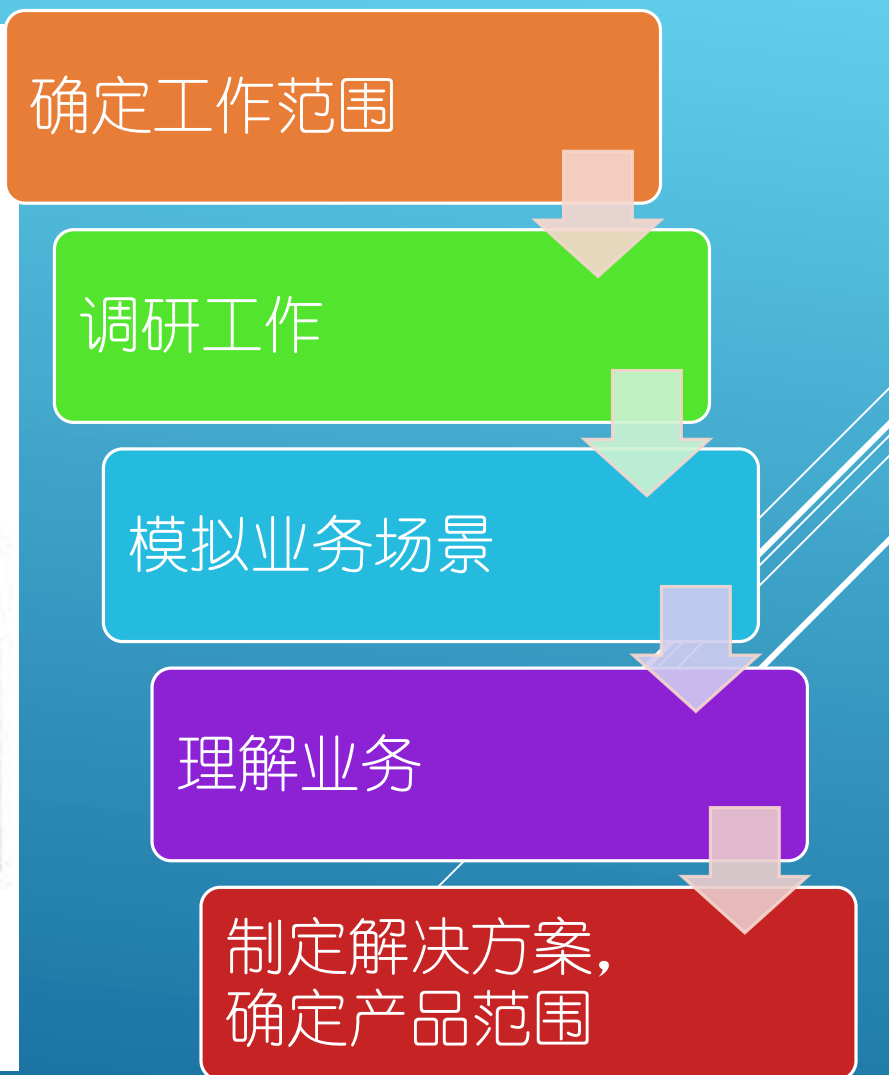 确定工作范围
调研工作
模拟业务场景
理解业务
制定解决方案，
确定产品范围